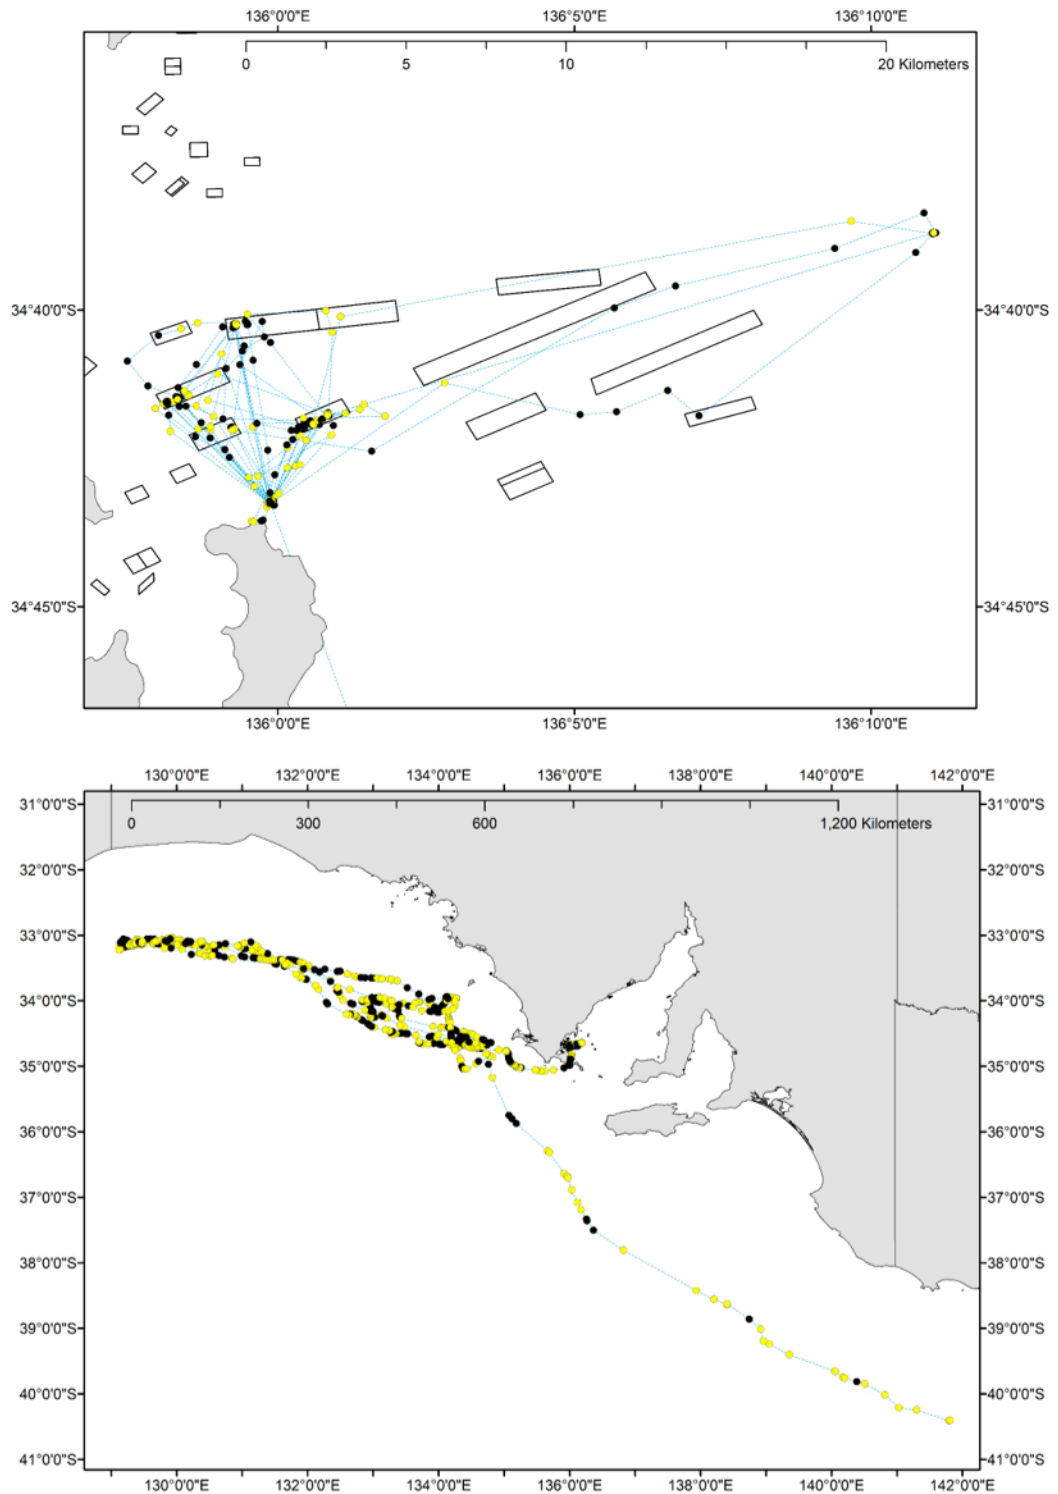 136°0'0"E 136°5'0"E 136°10'0"E
0 5 10 20 Kilometers
34°40'0"S 34°40'0"S
34°45'0"S 34°45'0"S
136°0'0"E 136°5'0"E 136°10'0"E
130°0'0"E 132°0'0"E 134°0'0"E 136°0'0"E 138°0'0"E 140°0'0"E 142°0'0"E
31°0'0"S 31°0'0"S
0 300 600 1,200 Kilometers
32°0'0"S 32°0'0"S
33°0'0"S 33°0'0"S
34°0'0"S 34°0'0"S
35°0'0"S 35°0'0"S
36°0'0"S 36°0'0"S
37°0'0"S 37°0'0"S
38°0'0"S 38°0'0"S
39°0'0"S 39°0'0"S
40°0'0"S 40°0'0"S
41°0'0"S 41°0'0"S
130°0'0"E 132°0'0"E 134°0'0"E 136°0'0"E 138°0'0"E 140°0'0"E 142°0'0"E